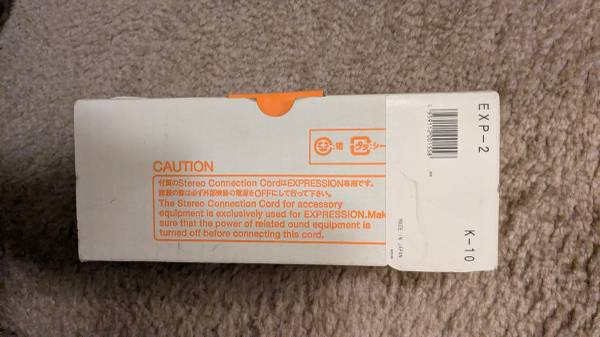 CAUTION
付属のStereo Connection CordはEXPRESSION専用です。
接続の際は必ず外部機器の電源をOFFにして行って下さい。
The Stereo Connection Cord for accessory
equipment is exclusively used for EXPRESSION.Mak
sure that the power of related ound equipment is
turned off before connecting this cord.
EXP-2
K-10
MADE IN JAPAN